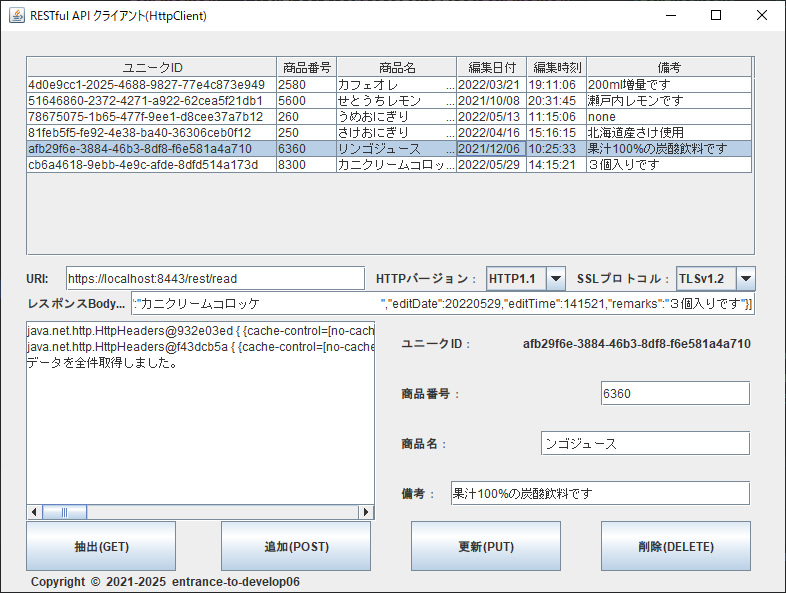 RESTful API クライアント(HttpClient)
ユニークID 商品番号 商品名 編集日付 編集時刻 備考
4d0e9cc1-2025-4688-9827-77e4c873e949 2580 カフェオレ ... 2022/03/21 19:11:06 200ml増量です
51646860-2372-4271-a922-62cea5f21db1 5600 せとうちレモン ... 2021/10/08 20:31:45 瀬戸内レモンです
78675075-1b65-477f-9ee1-d8cee37a7b12 260 うめおにぎり ... 2022/05/13 11:15:06 none
81feb5f5-fe92-4e38-ba40-36306ceb0f12 250 さけおにぎり ... 2022/04/16 15:16:15 北海道産さけ使用
afb29f6e-3884-46b3-8df8-f6e581a4a710 6360 リンゴジュース ... 2021/12/06 10:25:33 果汁100%の炭酸飲料です
cb6a4618-9ebb-4e9c-afde-8dfd514a173d 8300 カニクリームコロッ... 2022/05/29 14:15:21 ３個入りです
URI: https://localhost:8443/rest/read HTTPバージョン： HTTP1.1 SSLプロトコル： TLSv1.2
レスポンスBody... ":"カニクリームコロッケ ","editDate":20220529,"editTime":141521,"remarks":"３個入りです"}]
java.net.http.HttpHeaders@932e03ed { {cache-control=[no-cach
java.net.http.HttpHeaders@f43dcb5a { {cache-control=[no-cache
データを全件取得しました。
ユニークID： afb29f6e-3884-46b3-8df8-f6e581a4a710
商品番号： 6360
商品名： ンゴジュース
備考： 果汁100%の炭酸飲料です
抽出(GET) 追加(POST) 更新(PUT) 削除(DELETE)
Copyright © 2021-2025 entrance-to-develop06